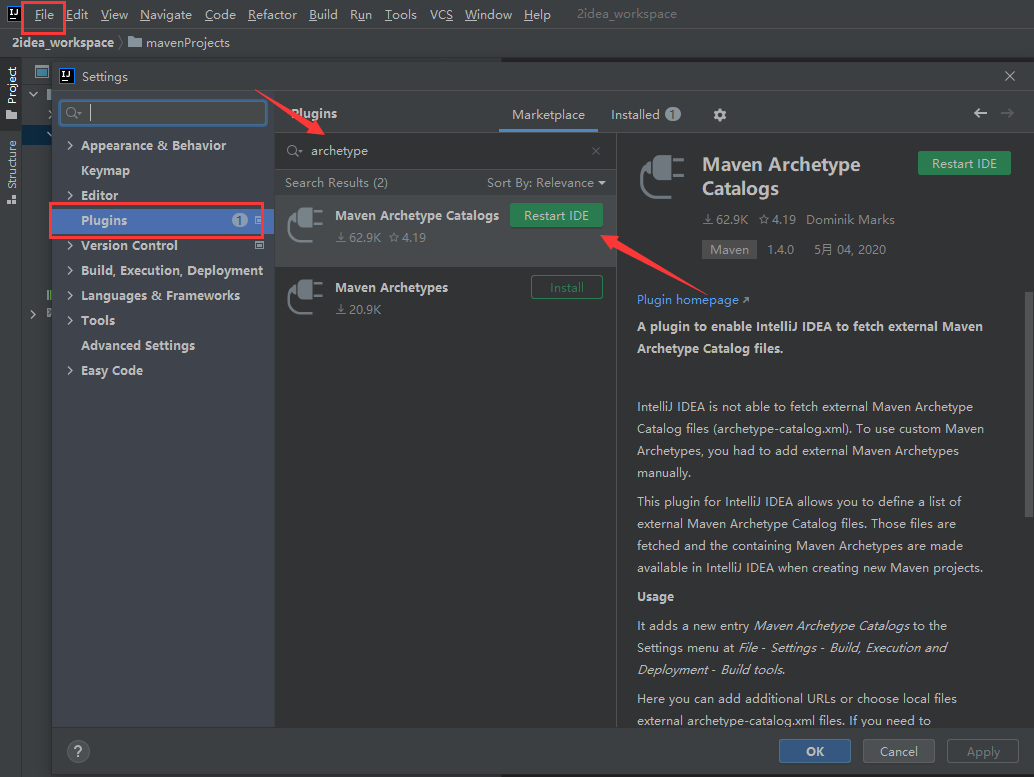 File Edit View Navigate Code Refactor Build Run Tools VCS Window Help 2idea_workspace
2idea_workspace mavenProjects
Project
Structure
Settings
Appearance & Behavior
Keymap
Editor
Plugins 1
Version Control
Build, Execution, Deployment
Languages & Frameworks
Tools
Advanced Settings
Easy Code
Plugins Marketplace Installed 1
archetype
Search Results (2) Sort By: Relevance
Maven Archetype Catalogs Restart IDE
62.9K 4.19
Maven Archetypes Install
20.9K
Maven Archetype
Catalogs
Restart IDE
62.9K 4.19 Dominik Marks
Maven 1.4.0 5月 04, 2020
Plugin homepage
A plugin to enable IntelliJ IDEA to fetch external Maven
Archetype Catalog files.
IntelliJ IDEA is not able to fetch external Maven Archetype
Catalog files (archetype-catalog.xml). To use custom Maven
Archetypes, you had to add external Maven Archetypes
manually.
This plugin for IntelliJ IDEA allows you to define a list of
external Maven Archetype Catalog files. Those files are
fetched and the containing Maven Archetypes are made
available in IntelliJ IDEA when creating new Maven projects.
Usage
It adds a new entry Maven Archetype Catalogs to the
Settings menu at File - Settings - Build, Execution and
Deployment - Build tools.
Here you can add additional URLs or choose local files
external archetype-catalog.xml files. If you need to
? OK Cancel Apply